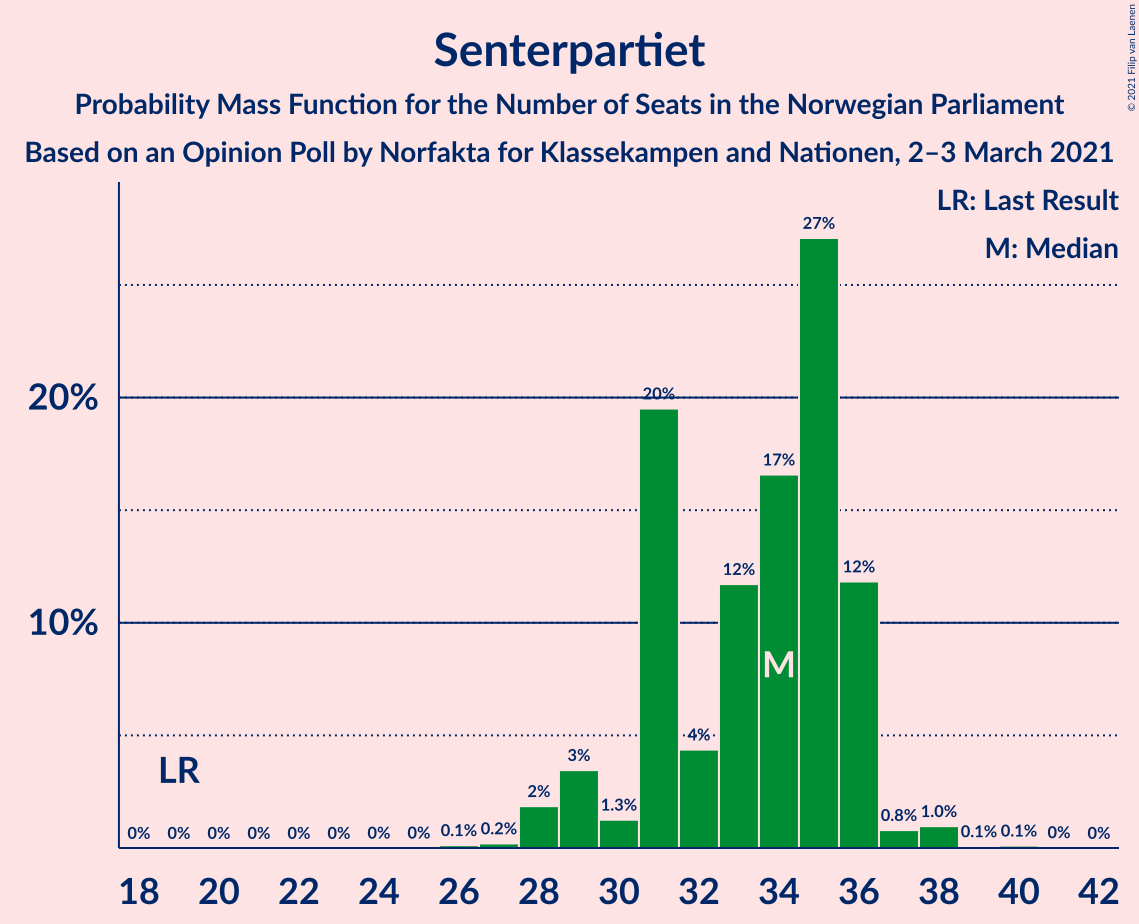 Senterpartiet
Probability Mass Function for the Number of Seats in the Norwegian Parliament
Based on an Opinion Poll by Norfakta for Klassekampen and Nationen, 2–3 March 2021
© 2021 Filip van Laenen
LR: Last Result
M: Median
27%
20%
20%
17%
12%
12%
10%
M
4%
LR
3%
2%
1.3%
0.8%
1.0%
0% 0% 0% 0% 0% 0% 0% 0% 0.1% 0.2% 0.1% 0.1% 0% 0%
18 20 22 24 26 28 30 32 34 36 38 40 42